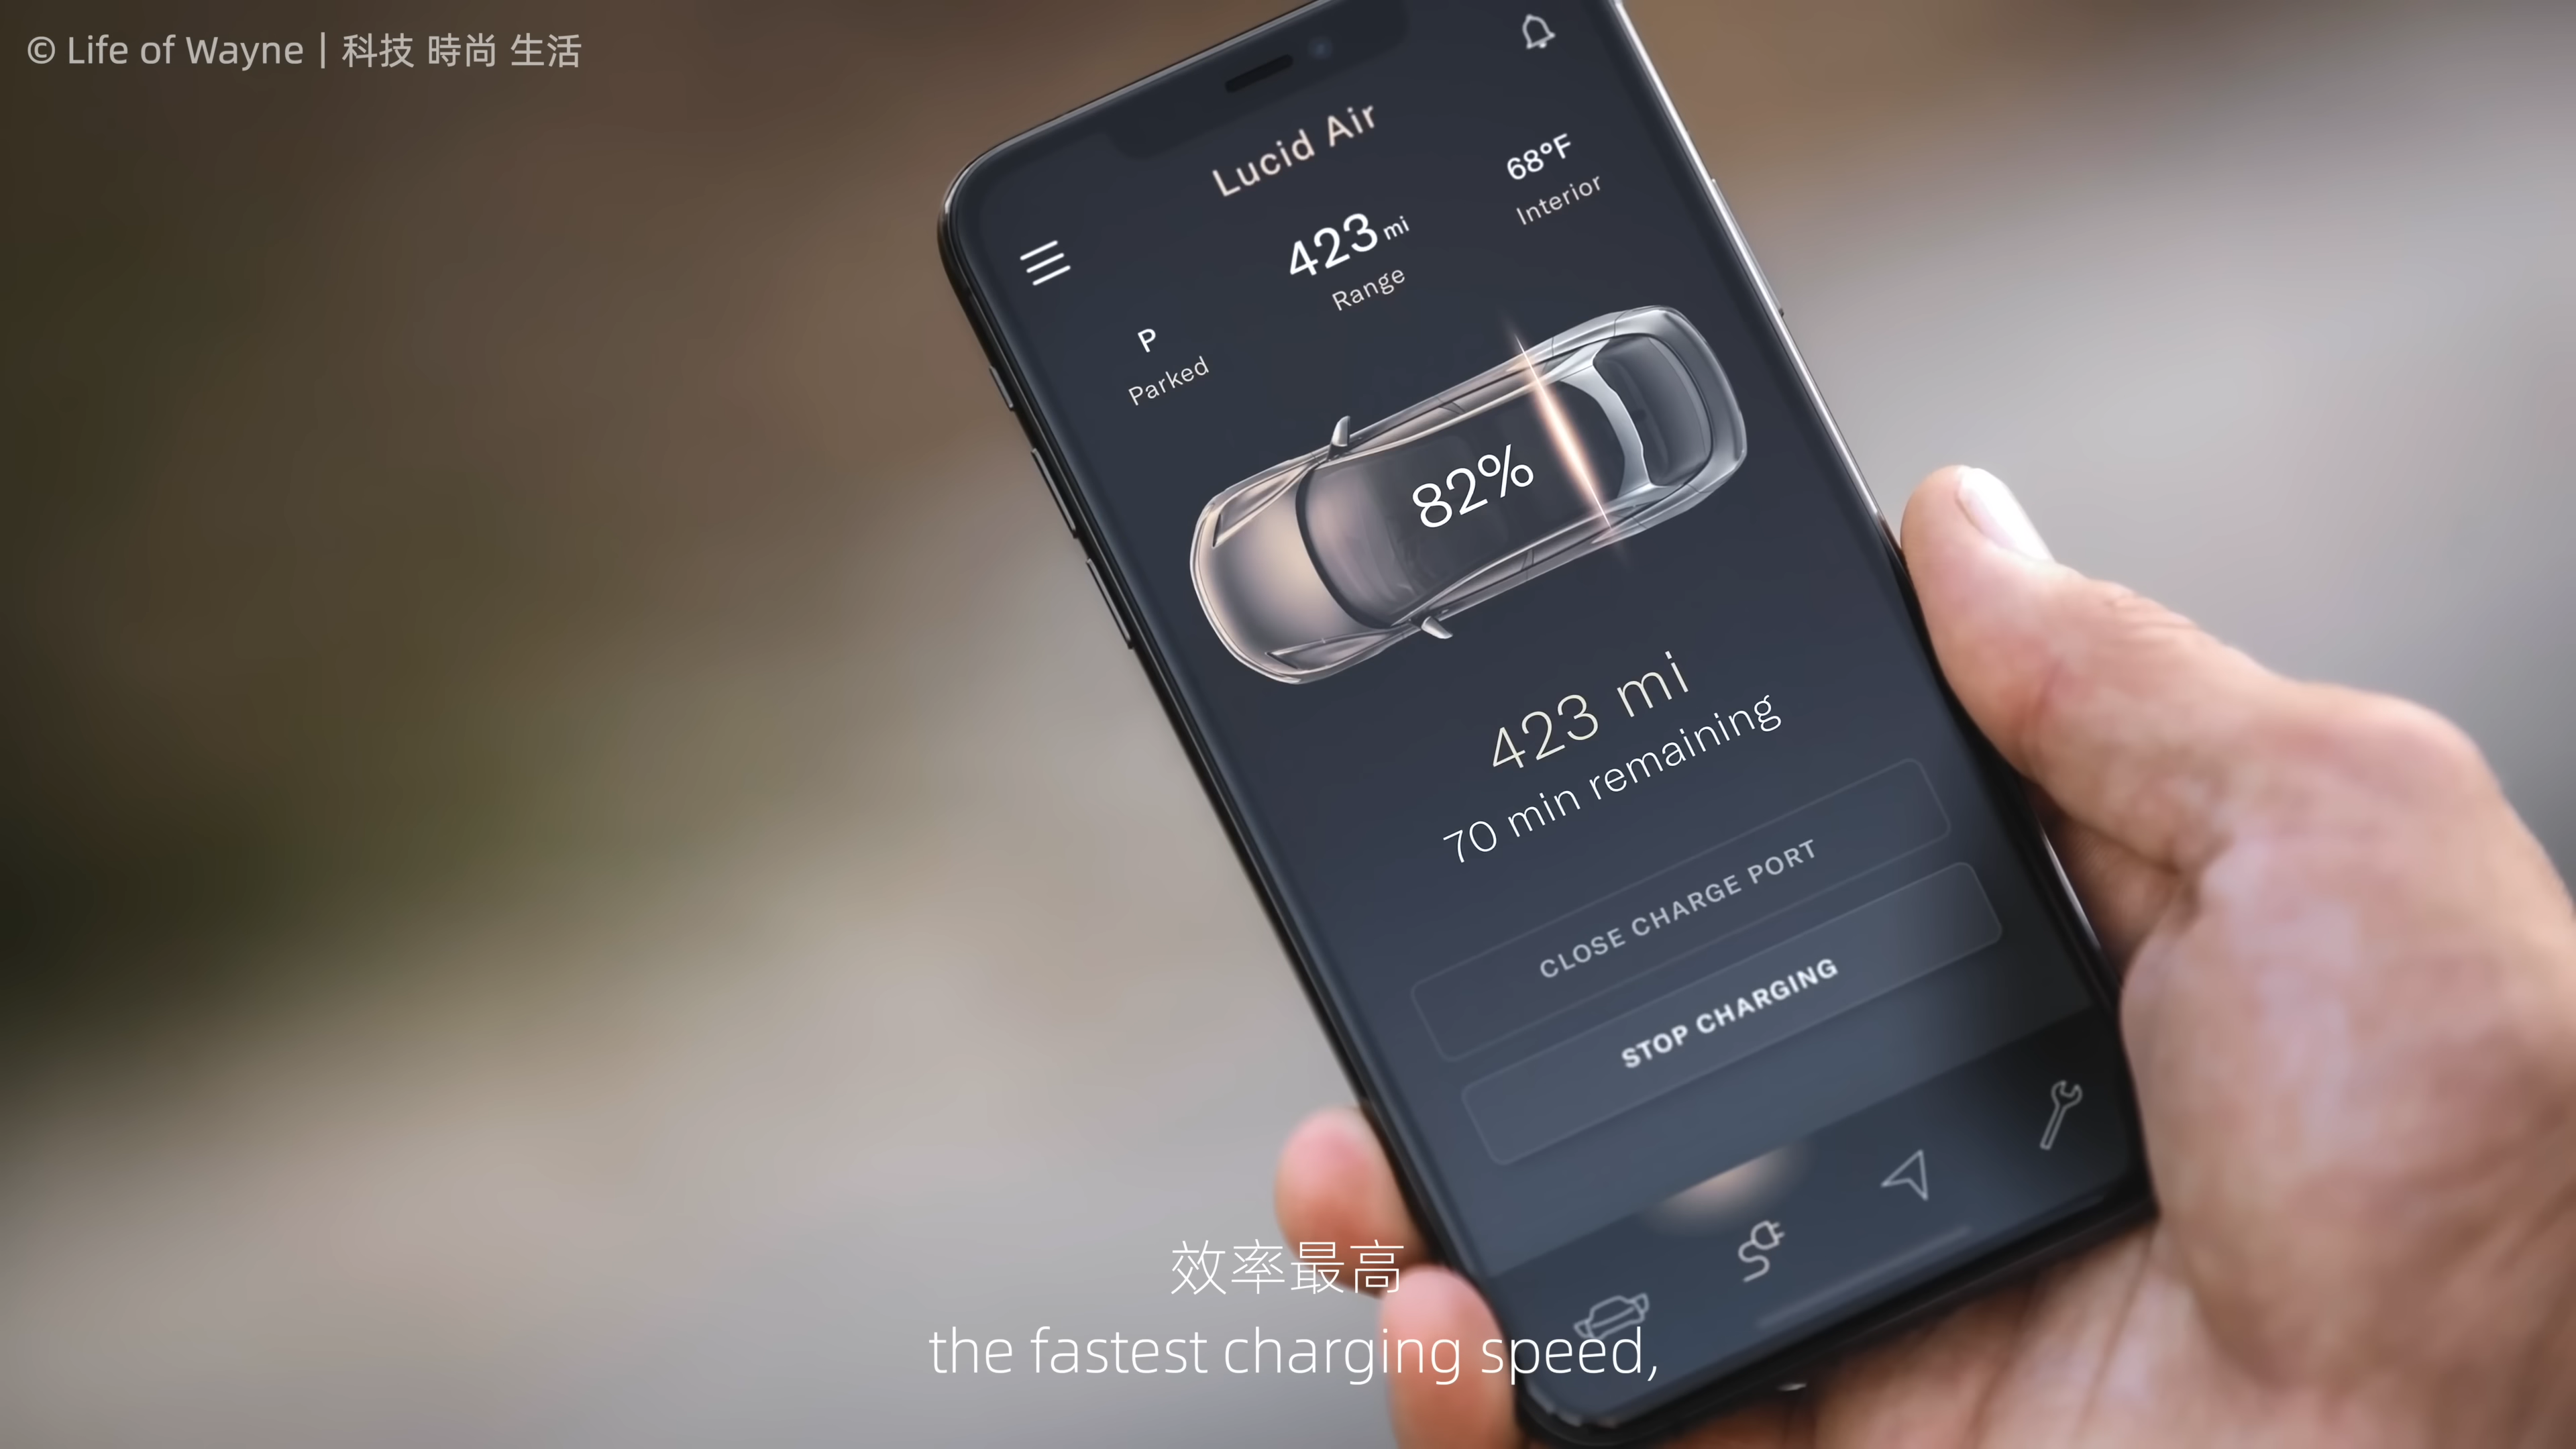 © Life of Wayne | 科技 時尚 生活
Lucid Air
68°F
Interior
423 mi
Range
P
Parked
82%
423 mi
70 min remaining
CLOSE CHARGE PORT
STOP CHARGING
效率最高
the fastest charging speed,